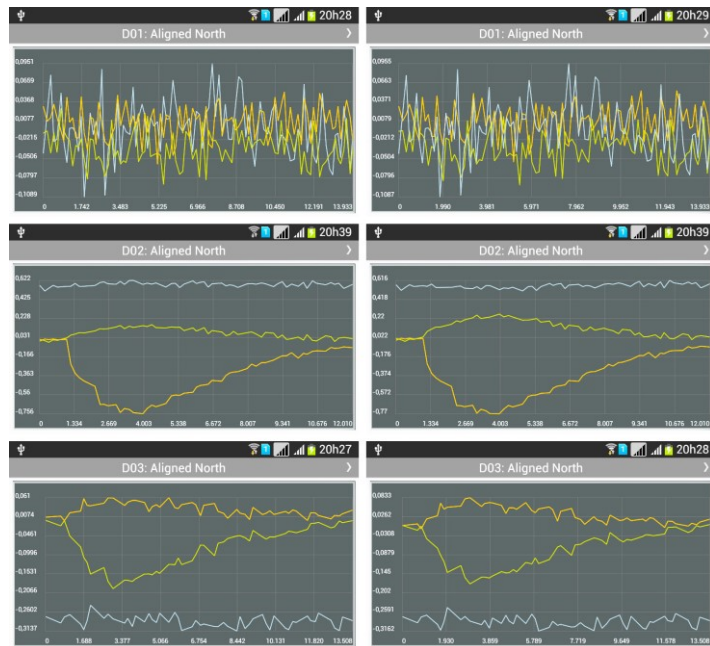 20h28
D01: Aligned North
0,0951
0,0659
0,0368
0,0077
-0,0215
-0,0506
-0,0797
-0,1089
0 1.742 3.483 5.225 6.966 8.708 10.450 12.191 13.933
20h29
D01: Aligned North
0,0955
0,0663
0,0371
0,0079
-0,0212
-0,0504
-0,0796
-0,1087
0 1.990 3.981 5.971 7.962 9.952 11.943 13.933
20h39
D02: Aligned North
0,622
0,425
0,228
0,031
-0,166
-0,363
-0,56
-0,756
0 1.334 2.669 4.003 5.338 6.672 8.007 9.341 10.676 12.010
20h39
D02: Aligned North
0,616
0,418
0,22
0,022
-0,176
-0,374
-0,572
-0,77
0 1.334 2.669 4.003 5.338 6.672 8.007 9.341 10.676 12.010
20h27
D03: Aligned North
0,061
0,0074
-0,0461
-0,0996
-0,1531
-0,2066
-0,2602
-0,3137
0 1.688 3.377 5.066 6.754 8.442 10.131 11.820 13.508
20h28
D03: Aligned North
0,0833
0,0262
-0,0308
-0,0879
-0,145
-0,202
-0,2591
-0,3162
0 1.930 3.859 5.789 7.719 9.649 11.578 13.508